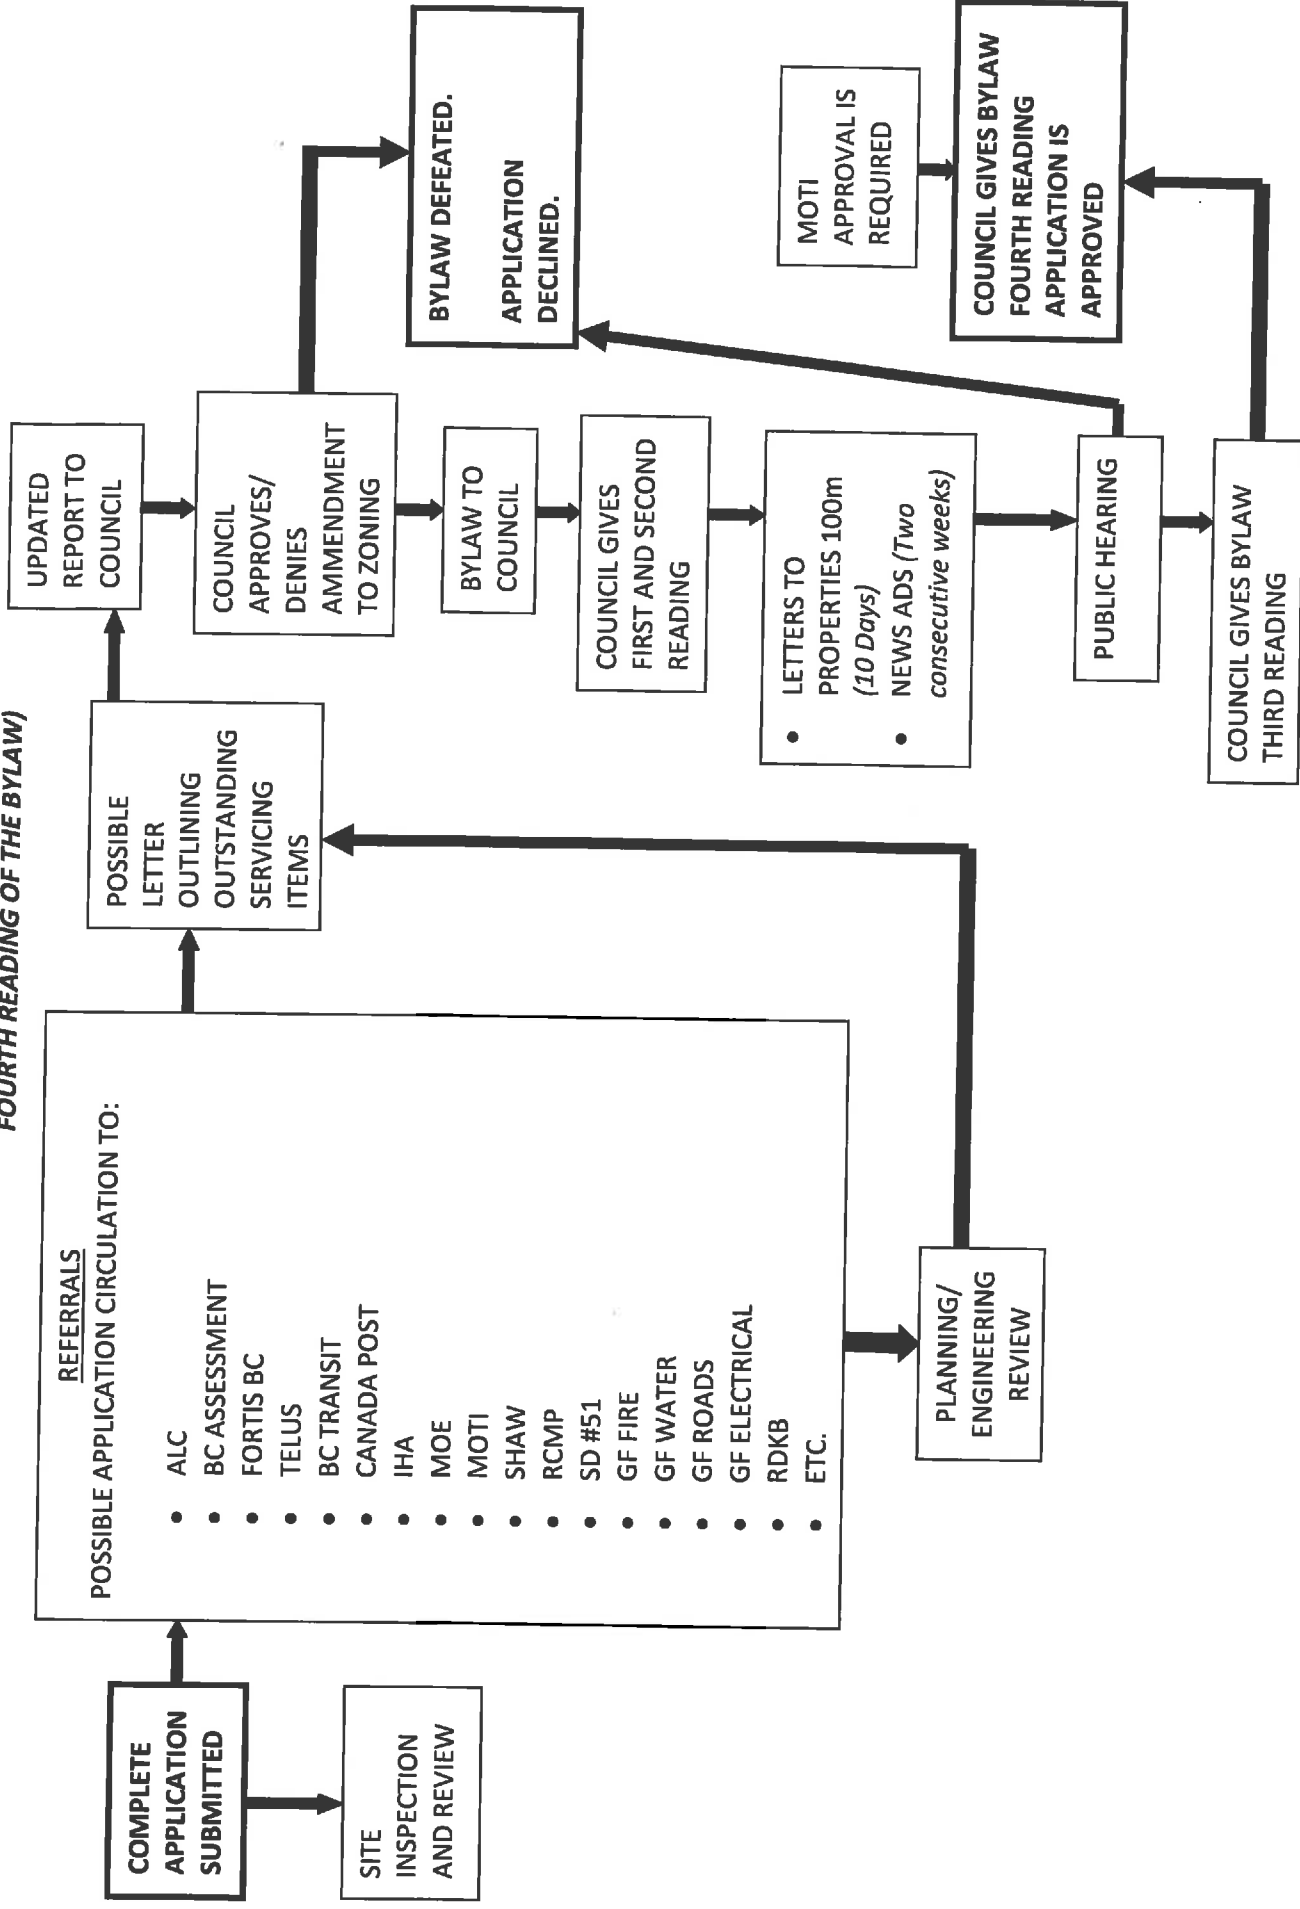 FOURTH READING OF THE BYLAW)
COMPLETE
APPLICATION
SUBMITTED
SITE
INSPECTION
AND REVIEW
REFERRALS
POSSIBLE APPLICATION CIRCULATION TO:
• ALC
• BC ASSESSMENT
• FORTIS BC
• TELUS
• BC TRANSIT
• CANADA POST
• IHA
• MOE
• MOTI
• SHAW
• RCMP
• SD #51
• GF FIRE
• GF WATER
• GF ROADS
• GF ELECTRICAL
• RDKB
• ETC.
PLANNING/
ENGINEERING
REVIEW
POSSIBLE
LETTER
OUTLINING
OUTSTANDING
SERVICING
ITEMS
UPDATED
REPORT TO
COUNCIL
COUNCIL
APPROVES/
DENIES
AMMENDMENT
TO ZONING
BYLAW TO
COUNCIL
COUNCIL GIVES
FIRST AND SECOND
READING
• LETTERS TO
PROPERTIES 100m
(10 Days)
• NEWS ADS (Two
consecutive weeks)
PUBLIC HEARING
COUNCIL GIVES BYLAW
THIRD READING
BYLAW DEFEATED.
APPLICATION
DECLINED.
MOTI
APPROVAL IS
REQUIRED
COUNCIL GIVES BYLAW
FOURTH READING
APPLICATION IS
APPROVED